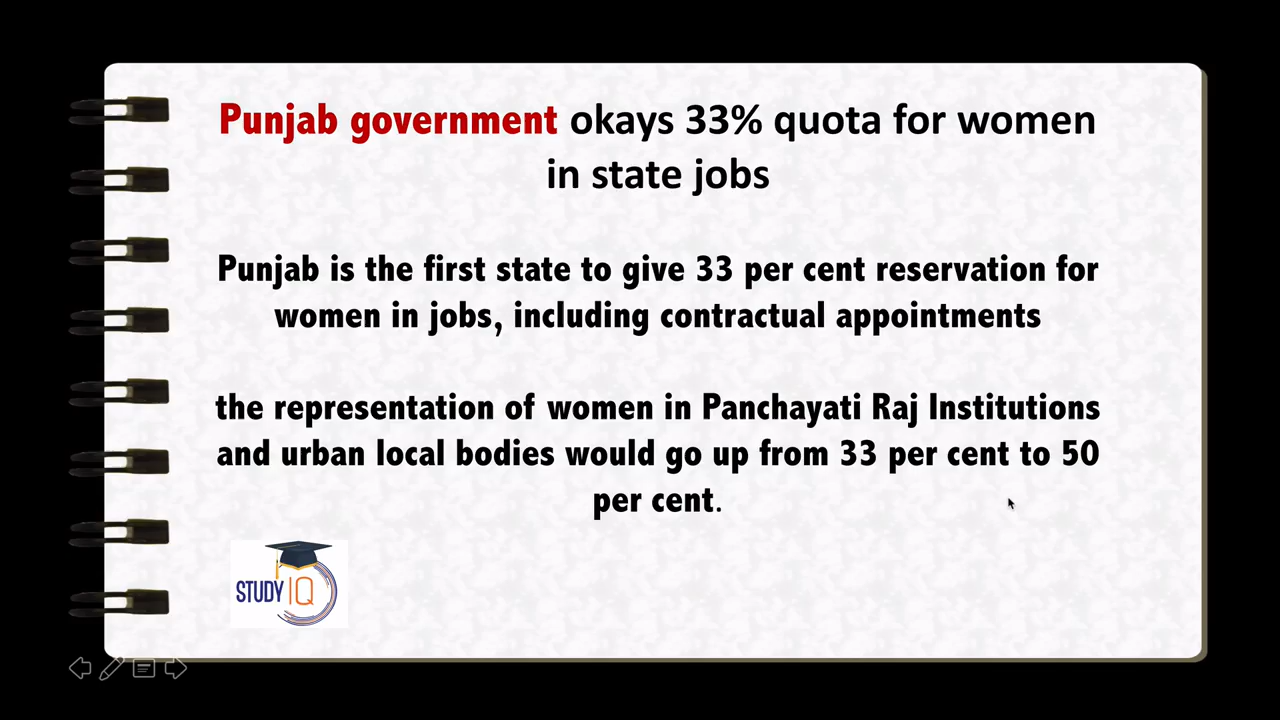 Punjab government okays 33% quota for women
in state jobs
Punjab is the first state to give 33 per cent reservation for
women in jobs, including contractual appointments
the representation of women in Panchayati Raj Institutions
and urban local bodies would go up from 33 per cent to 50
per cent.
STUDY IQ